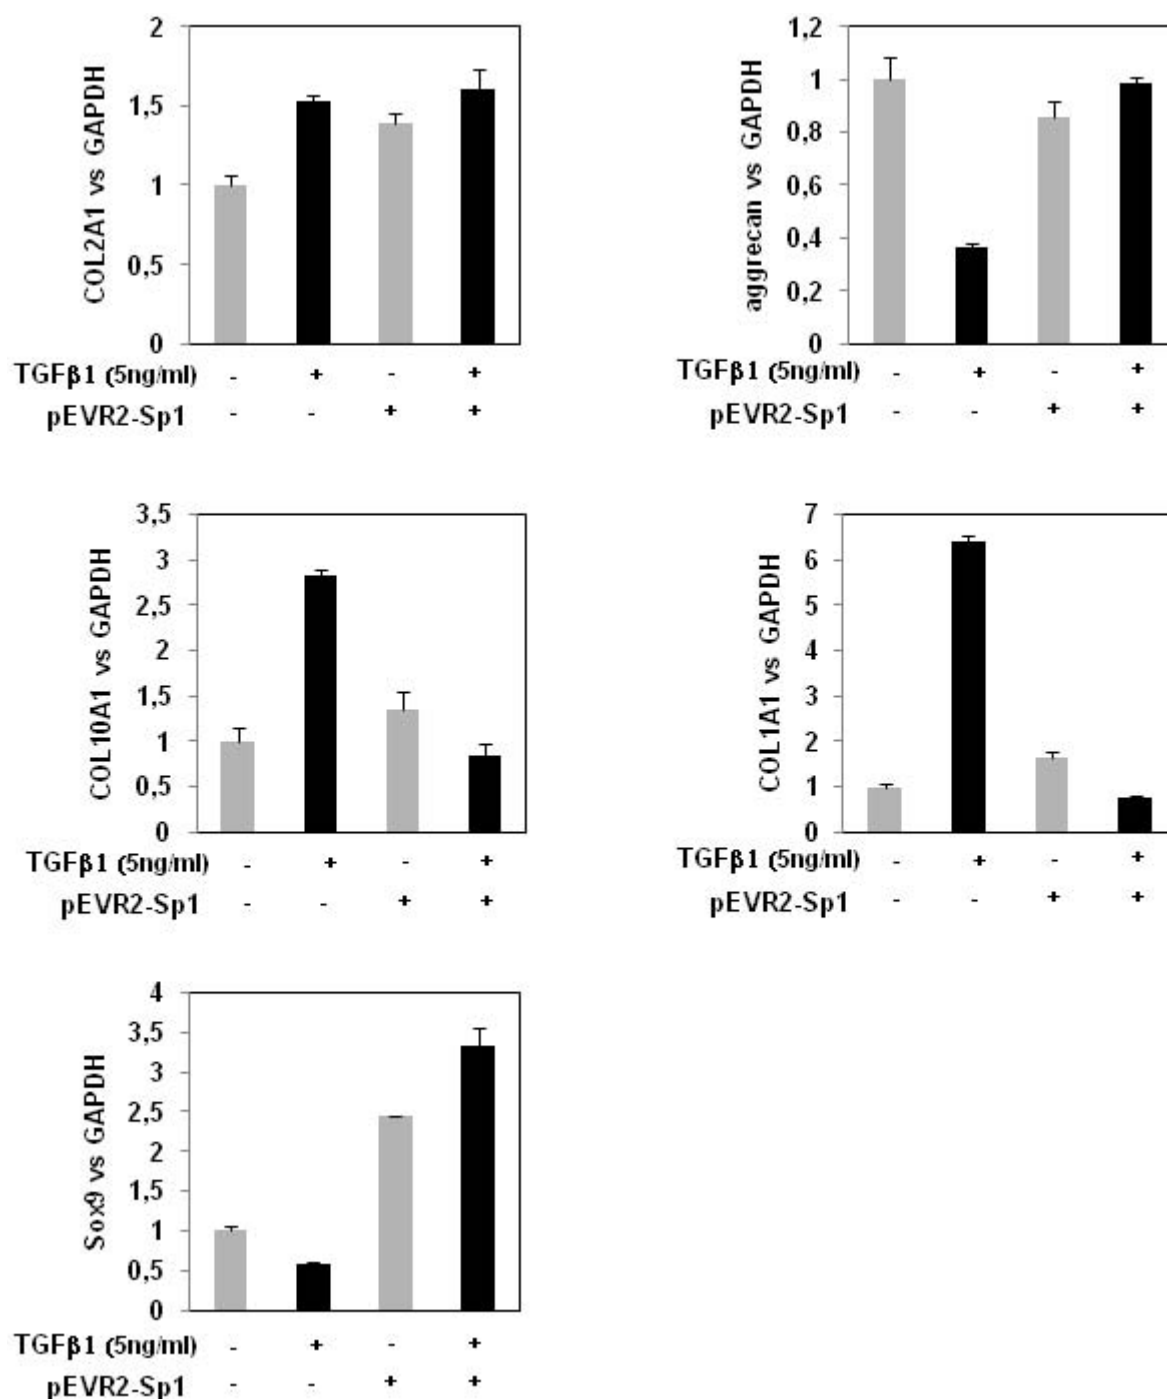 COL2A1 vs GAPDH
2
1,5
1
0,5
0
TGFβ1 (5ng/ml) - + - +
pEVR2-Sp1 - - + +
aggrecan vs GAPDH
1,2
1
0,8
0,6
0,4
0,2
0
TGFβ1 (5ng/ml) - + - +
pEVR2-Sp1 - - + +
COL10A1 vs GAPDH
3,5
3
2,5
2
1,5
1
0,5
0
TGFβ1 (5ng/ml) - + - +
pEVR2-Sp1 - - + +
COL1A1 vs GAPDH
7
6
5
4
3
2
1
0
TGFβ1 (5ng/ml) - + - +
pEVR2-Sp1 - - + +
Sox9 vs GAPDH
4
3,5
3
2,5
2
1,5
1
0,5
0
TGFβ1 (5ng/ml) - + - +
pEVR2-Sp1 - - + +